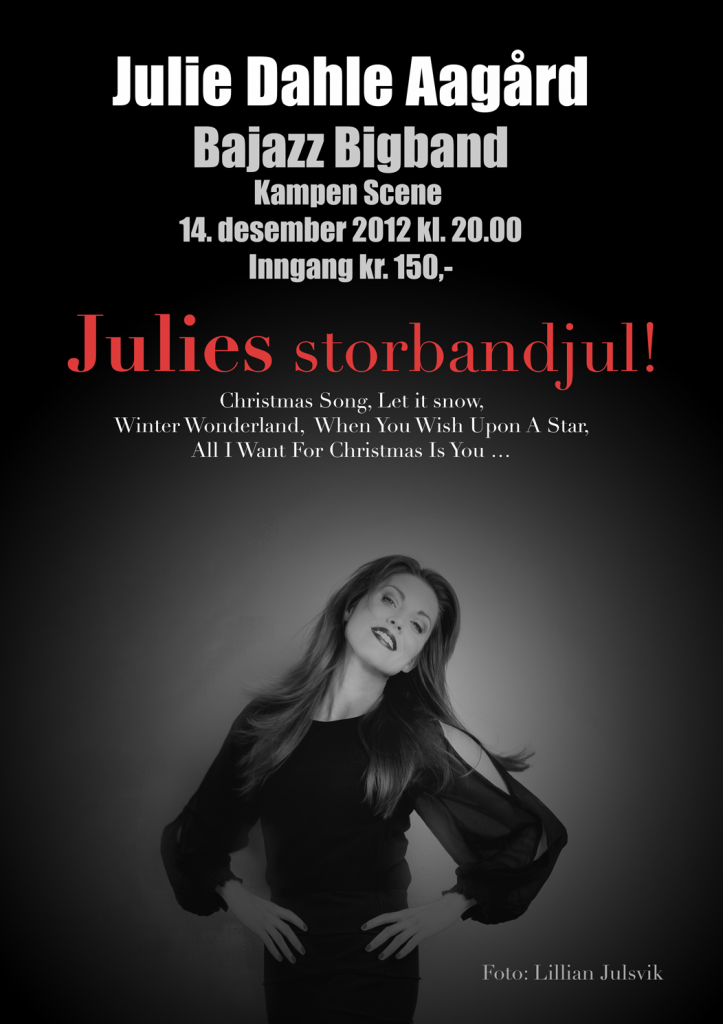 Julie Dahle Aagård
Bajazz Bigband
Kampen Scene
14. desember 2012 kl. 20.00
Inngang kr. 150,-
Julies storbandjul!
Christmas Song, Let it snow,
Winter Wonderland, When You Wish Upon A Star,
All I Want For Christmas Is You ...
Foto: Lillian Julsvik